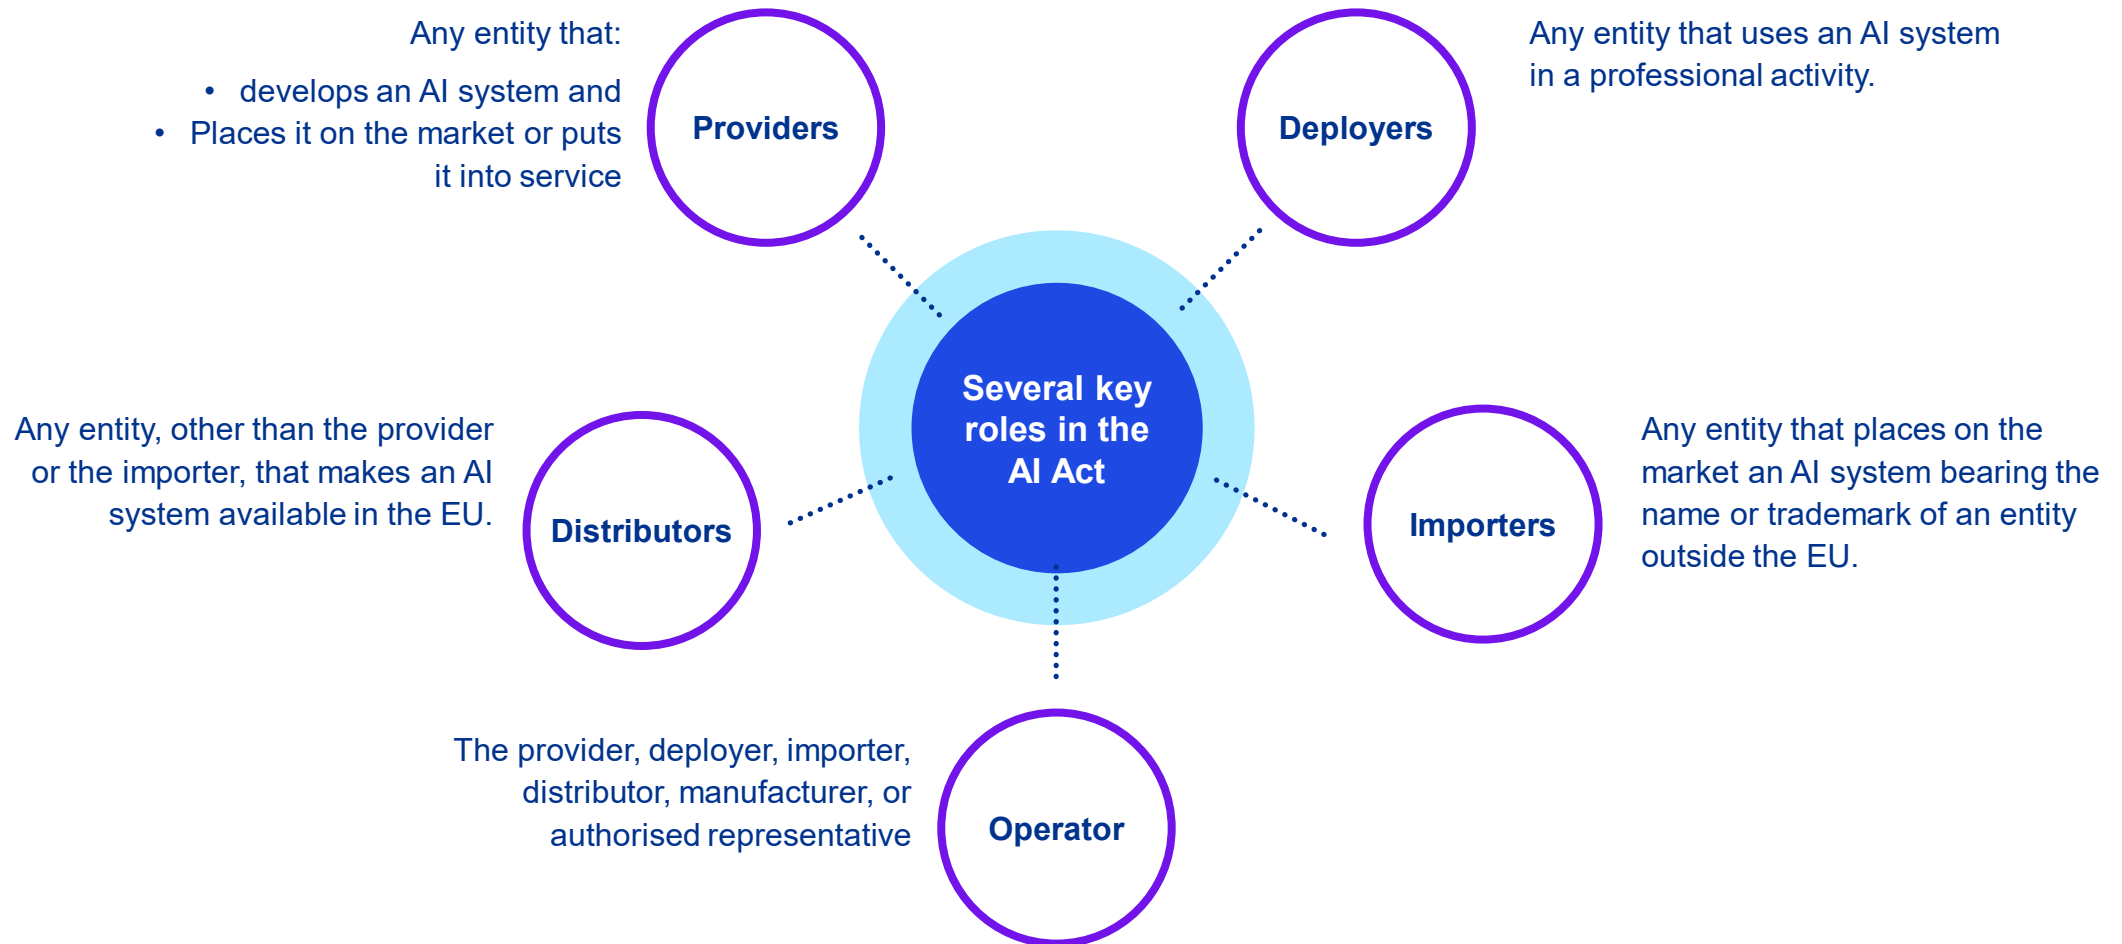 Any entity that:
• develops an AI system and
• Places it on the market or puts
it into service
Providers
Deployers
Any entity that uses an AI system
in a professional activity.
Several key
roles in the
AI Act
Any entity, other than the provider
or the importer, that makes an AI
system available in the EU.
Distributors
Importers
Any entity that places on the
market an AI system bearing the
name or trademark of an entity
outside the EU.
The provider, deployer, importer,
distributor, manufacturer, or
authorised representative
Operator